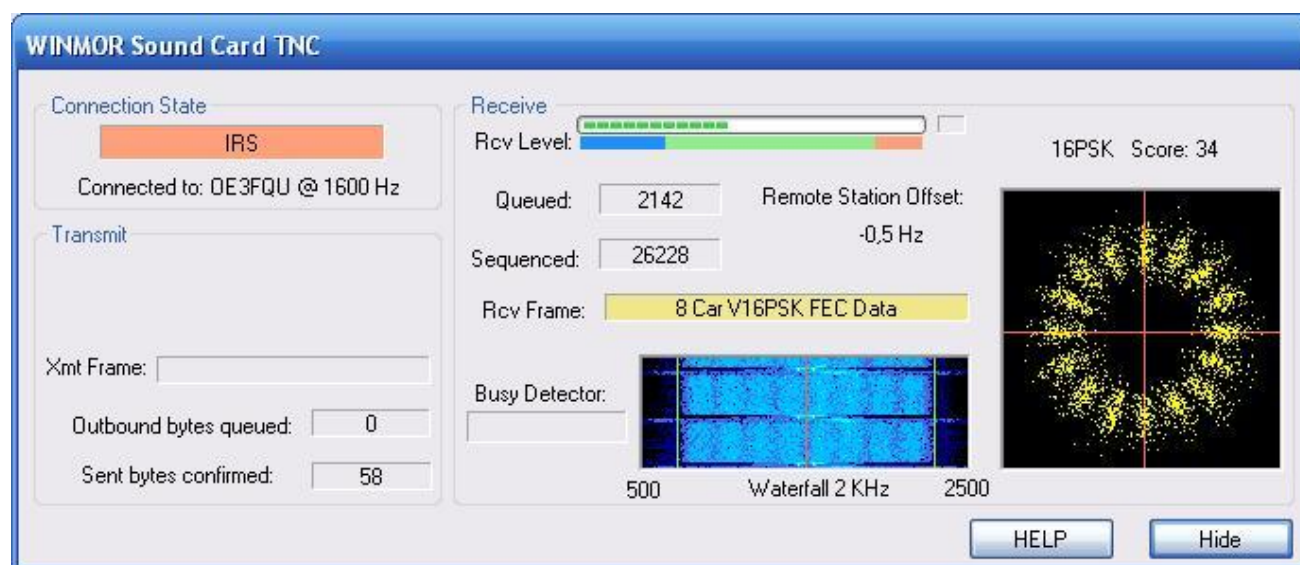 WINMOR Sound Card TNC
Connection State
IRS
Connected to: OE3FQU @ 1600 Hz
Transmit
Xmt Frame:
Outbound bytes queued: 0
Sent bytes confirmed: 58
Receive
Rcv Level:
Queued: 2142
Remote Station Offset:
-0,5 Hz
Sequenced: 26228
Rcv Frame: 8 Car V16PSK FEC Data
Busy Detector:
500 Waterfall 2 KHz 2500
16PSK Score: 34
HELP Hide